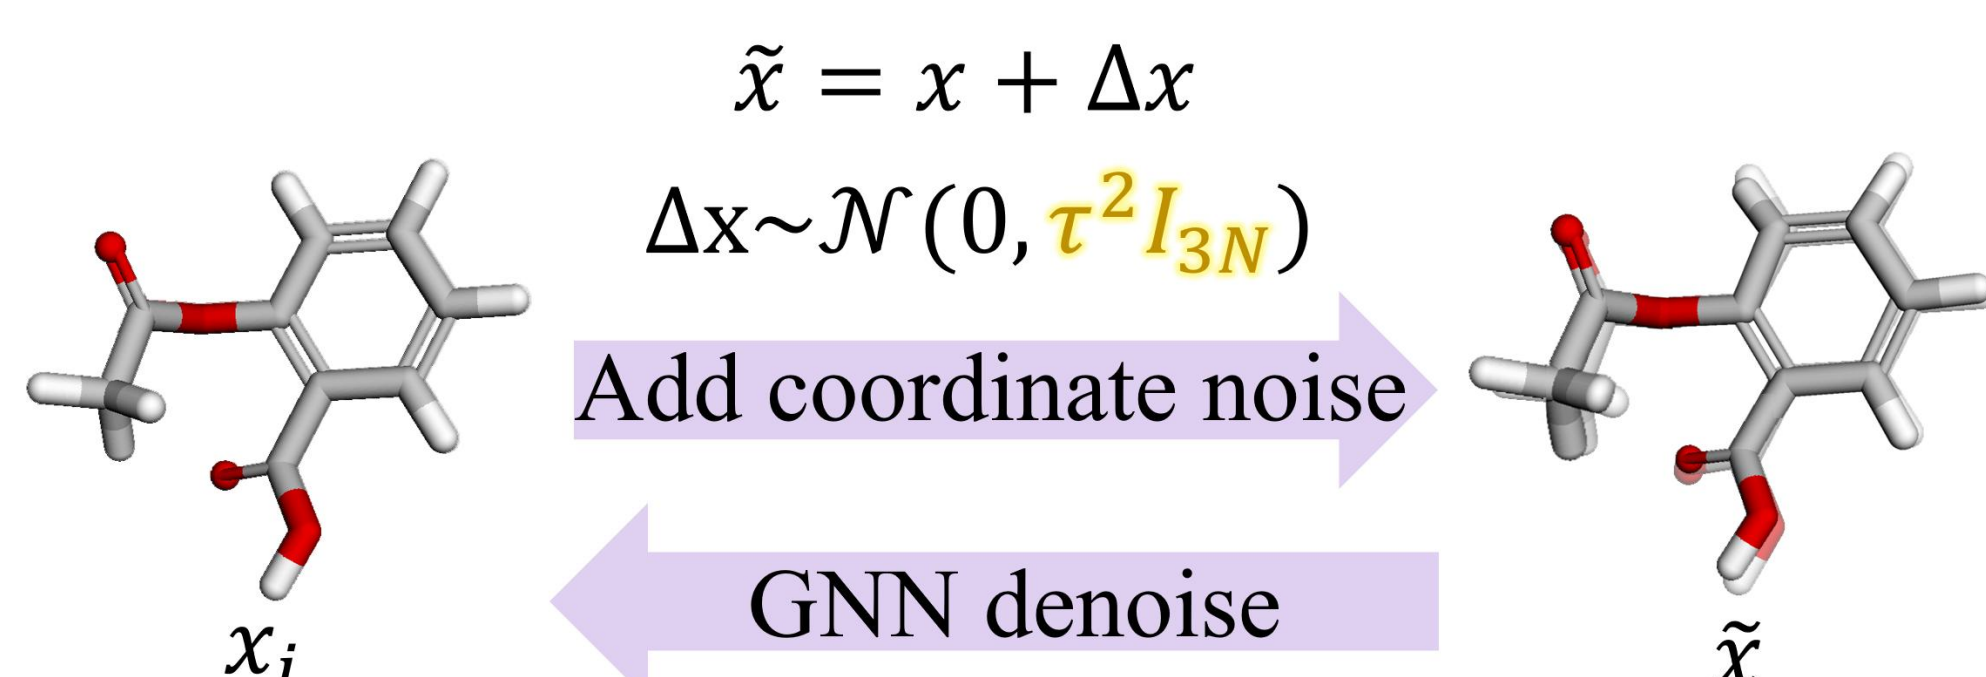 x̃ = x + Δx
Δx~𝒩(0, τ²I₃N)
Add coordinate noise
GNN denoise
xᵢ
x̃